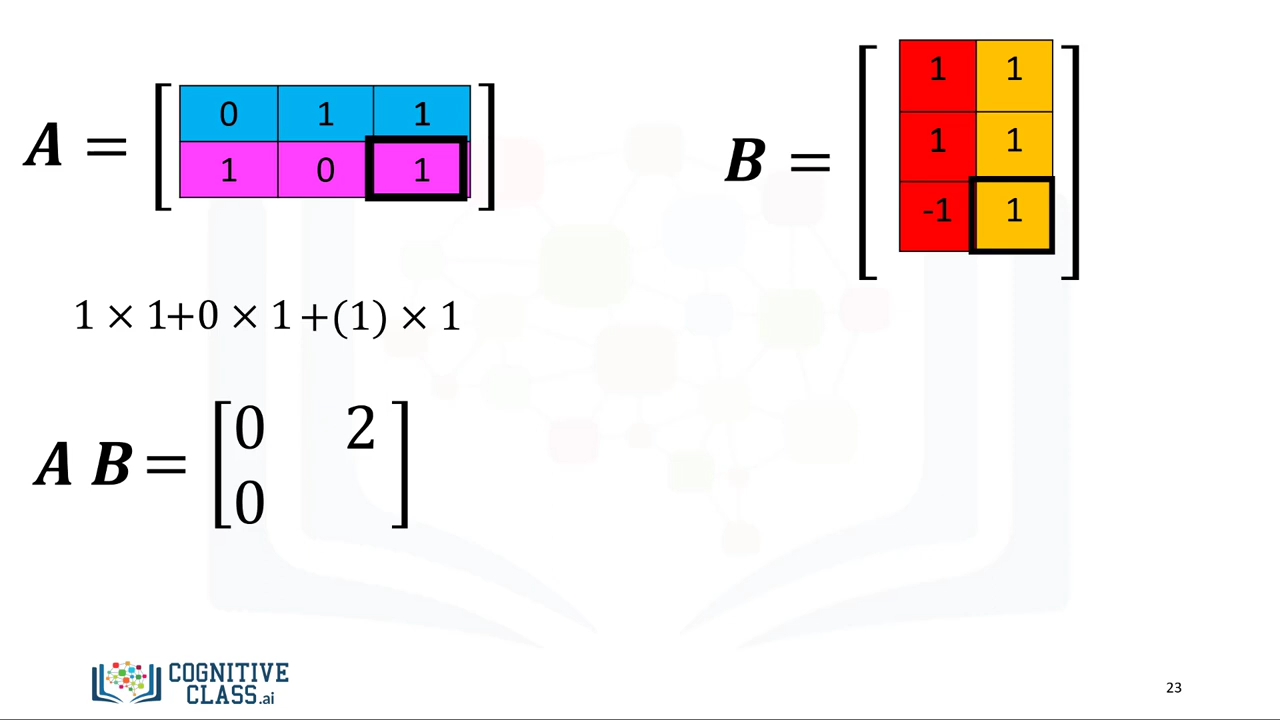 A = [ 0 1 1
1 0 1 ]
B = [ 1 1
1 1
-1 1 ]
1 × 1+0 × 1 +(1) × 1
A B = [ 0 2
0 ]
COGNITIVE
CLASS.ai
23